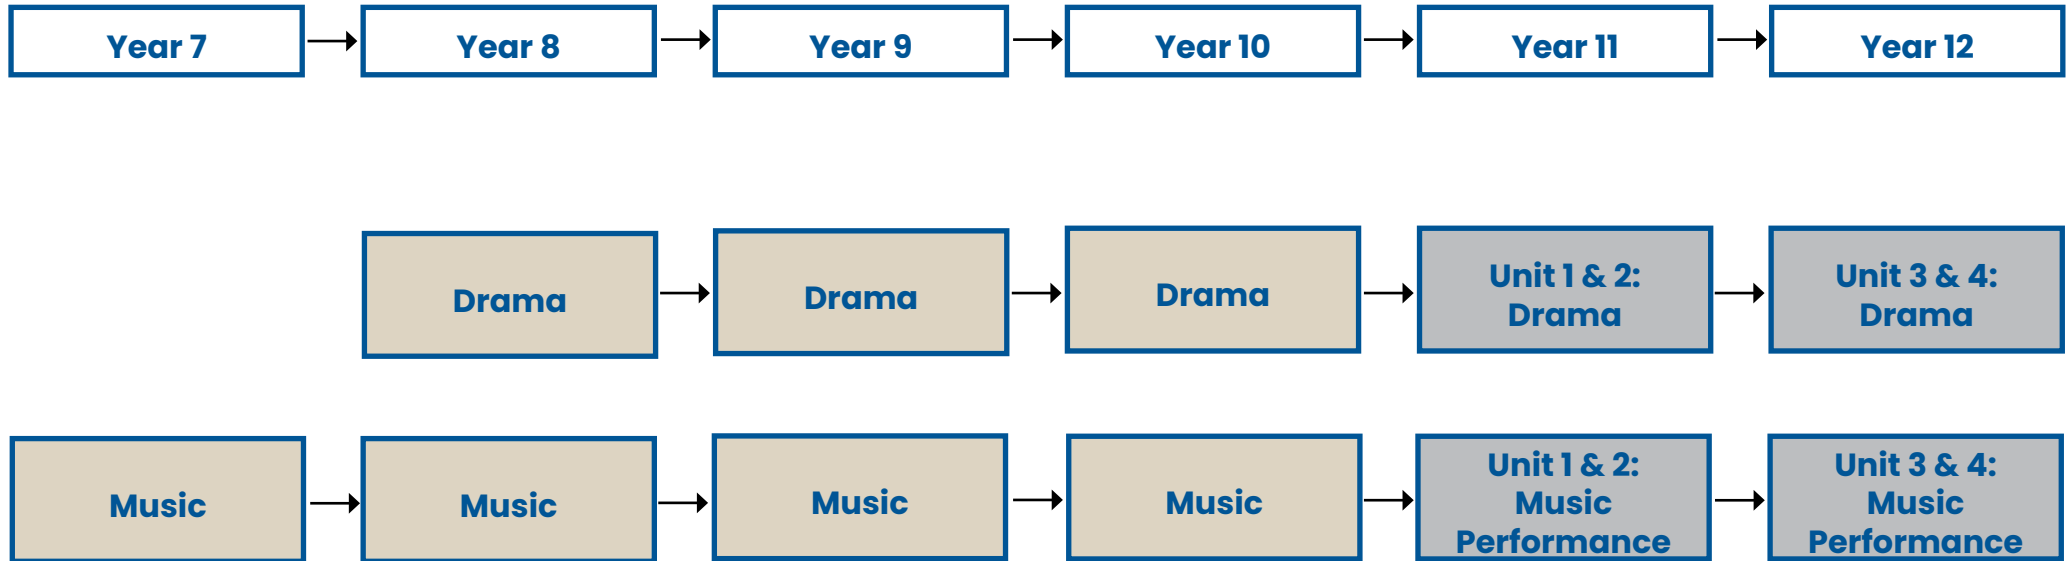 Year 7
Year 8
Year 9
Year 10
Year 11
Year 12
Drama
Drama
Drama
Unit 1 & 2:
Drama
Unit 3 & 4:
Drama
Music
Music
Music
Music
Unit 1 & 2:
Music
Performance
Unit 3 & 4:
Music
Performance